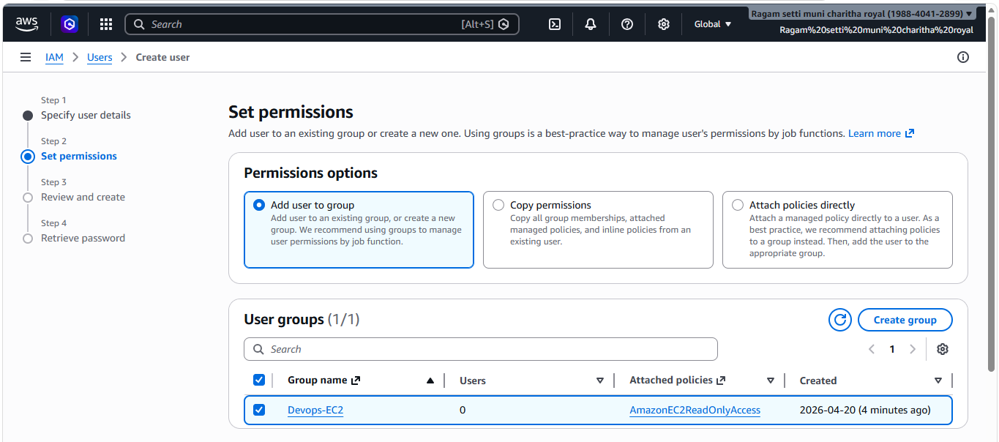 aws
Search [Alt+S]
Global
Ragam setti muni charitha royal (1988-4041-2899)
Ragam%20setti%20muni%20charitha%20royal
IAM
Users
Create user
Step 1
Specify user details
Step 2
Set permissions
Step 3
Review and create
Step 4
Retrieve password
Set permissions
Add user to an existing group or create a new one. Using groups is a best-practice way to manage user's permissions by job functions. Learn more
Permissions options
Add user to group
Add user to an existing group, or create a new
group. We recommend using groups to manage
user permissions by job function.
Copy permissions
Copy all group memberships, attached
managed policies, and inline policies from an
existing user.
Attach policies directly
Attach a managed policy directly to a user. As a
best practice, we recommend attaching policies
to a group instead. Then, add the user to the
appropriate group.
User groups (1/1)
Create group
Search
1
Group name Users Attached policies Created
Devops-EC2 0 AmazonEC2ReadOnlyAccess 2026-04-20 (4 minutes ago)